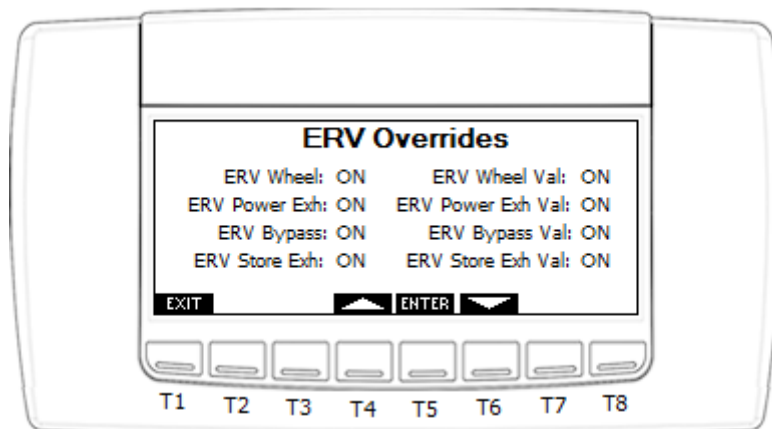 ERV Overrides
ERV Wheel: ON ERV Wheel Val: ON
ERV Power Exh: ON ERV Power Exh Val: ON
ERV Bypass: ON ERV Bypass Val: ON
ERV Store Exh: ON ERV Store Exh Val: ON
EXIT ENTER
T1 T2 T3 T4 T5 T6 T7 T8